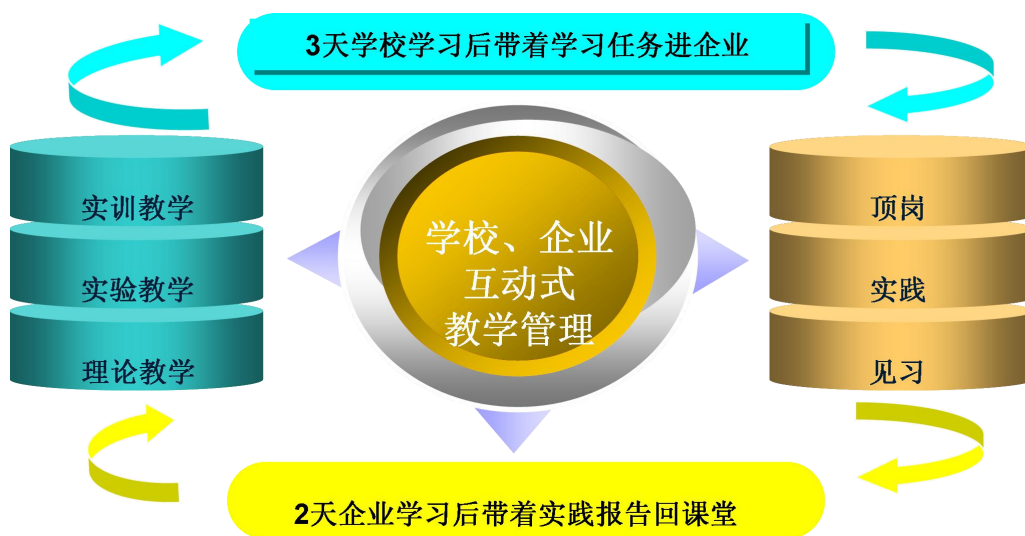 3天学校学习后带着学习任务进企业
实训教学
实验教学
理论教学
学校、企业
互动式
教学管理
顶岗
实践
见习
2天企业学习后带着实践报告回课堂